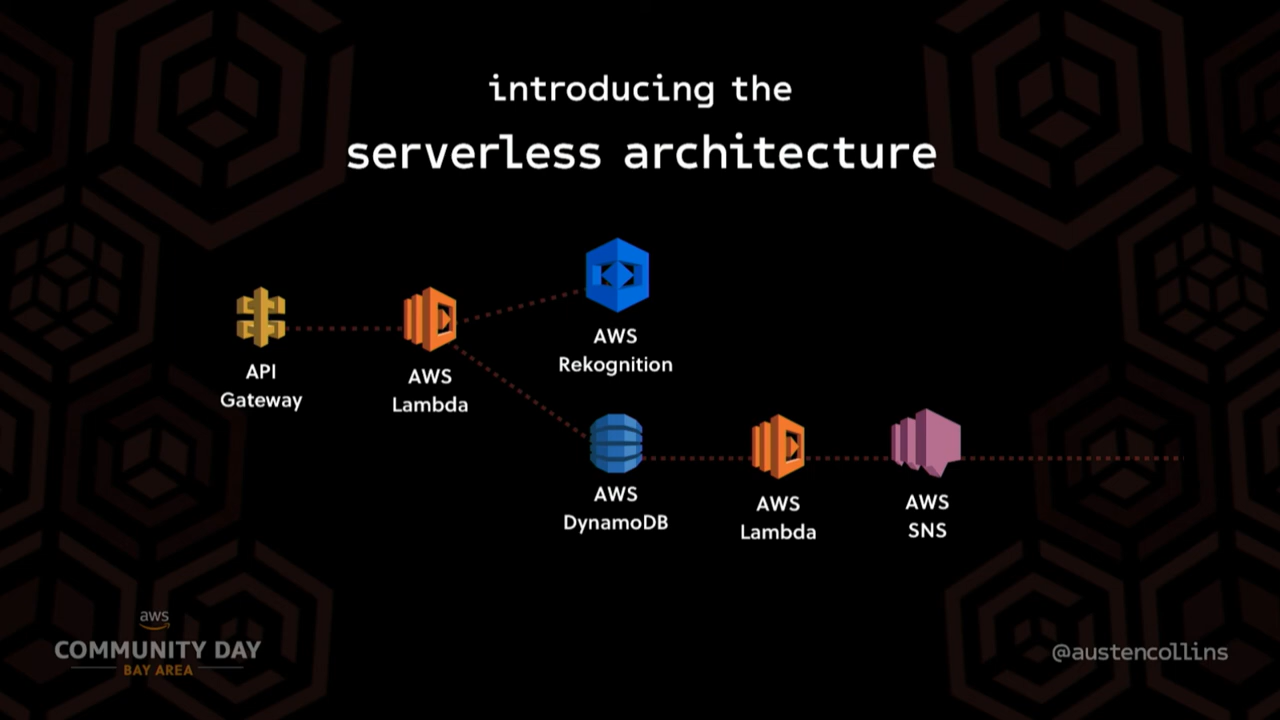 introducing the
serverless architecture
API
Gateway
AWS
Lambda
AWS
Rekognition
AWS
DynamoDB
AWS
Lambda
AWS
SNS
aws
COMMUNITY DAY
BAY AREA
@austencollins